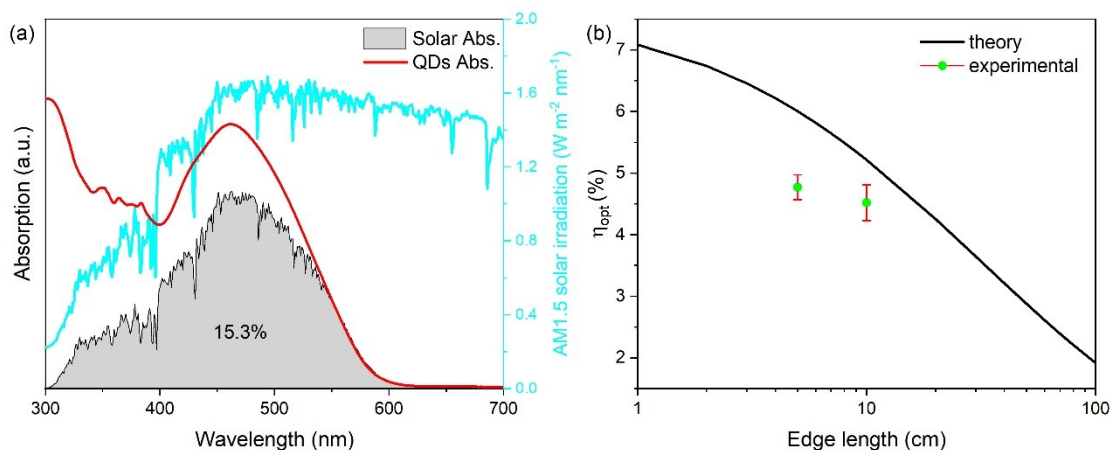 (a)
Solar Abs.
QDs Abs.
Absorption (a.u.)
15.3%
2.0
1.6
1.2
0.8
0.4
0.0
AM1.5 solar irradiation (W m⁻² nm⁻¹)
300 400 500 600 700
Wavelength (nm)
(b)
theory
experimental
ηopt (%)
7
6
5
4
3
2
1 10 100
Edge length (cm)